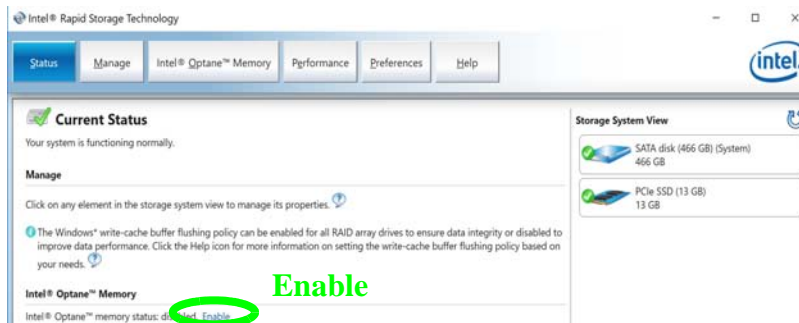 Intel® Rapid Storage Technology
Status Manage Intel® Optane™ Memory Performance Preferences Help
intel
Current Status
Your system is functioning normally.
Manage
Click on any element in the storage system view to manage its properties.
The Windows* write-cache buffer flushing policy can be enabled for all RAID array drives to ensure data integrity or disabled to
improve data performance. Click the Help icon for more information on setting the write-cache buffer flushing policy based on
your needs.
Enable
Intel® Optane™ Memory
Intel® Optane™ memory status: disabled. Enable
Storage System View
SATA disk (466 GB) (System)
466 GB
PCIe SSD (13 GB)
13 GB